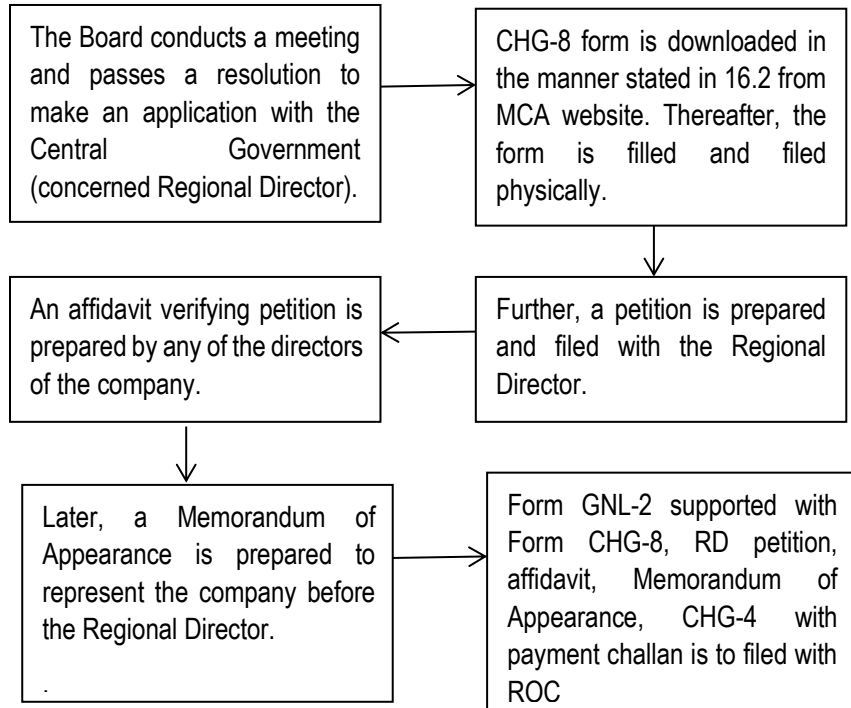 The Board conducts a meeting
and passes a resolution to
make an application with the
Central Government
(concerned Regional Director).
CHG-8 form is downloaded in
the manner stated in 16.2 from
MCA website. Thereafter, the
form is filled and filed
physically.
Further, a petition is prepared
and filed with the Regional
Director.
An affidavit verifying petition is
prepared by any of the directors
of the company.
Later, a Memorandum of
Appearance is prepared to
represent the company before
the Regional Director.
.
Form GNL-2 supported with
Form CHG-8, RD petition,
affidavit, Memorandum of
Appearance, CHG-4 with
payment challan is to filed with
ROC